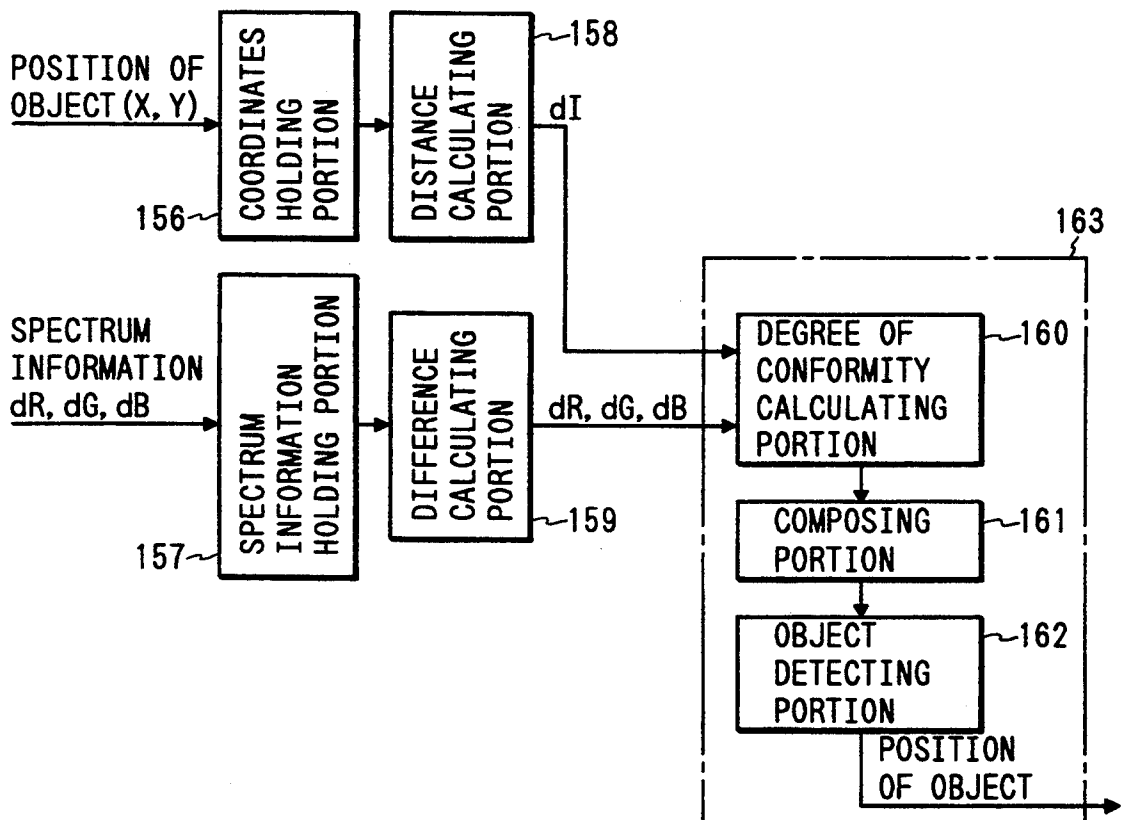 POSITION OF
OBJECT (X, Y)
COORDINATES
HOLDING
PORTION
156
DISTANCE
CALCULATING
PORTION
158
dI
SPECTRUM
INFORMATION
dR, dG, dB
SPECTRUM
INFORMATION
HOLDING PORTION
157
DIFFERENCE
CALCULATING
PORTION
159
dR, dG, dB
163
DEGREE OF
CONFORMITY
CALCULATING
PORTION
160
COMPOSING
PORTION
161
OBJECT
DETECTING
PORTION
162
POSITION
OF OBJECT